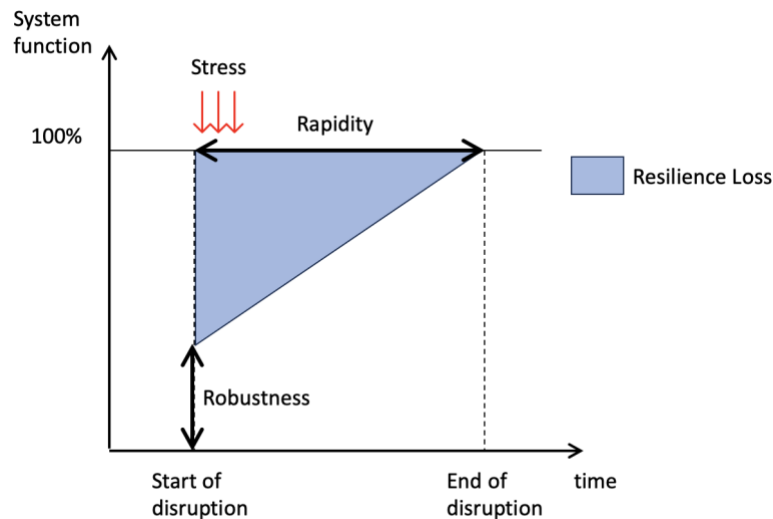 System
function
Stress
Rapidity
100%
Resilience Loss
Robustness
Start of
disruption
End of
disruption
time